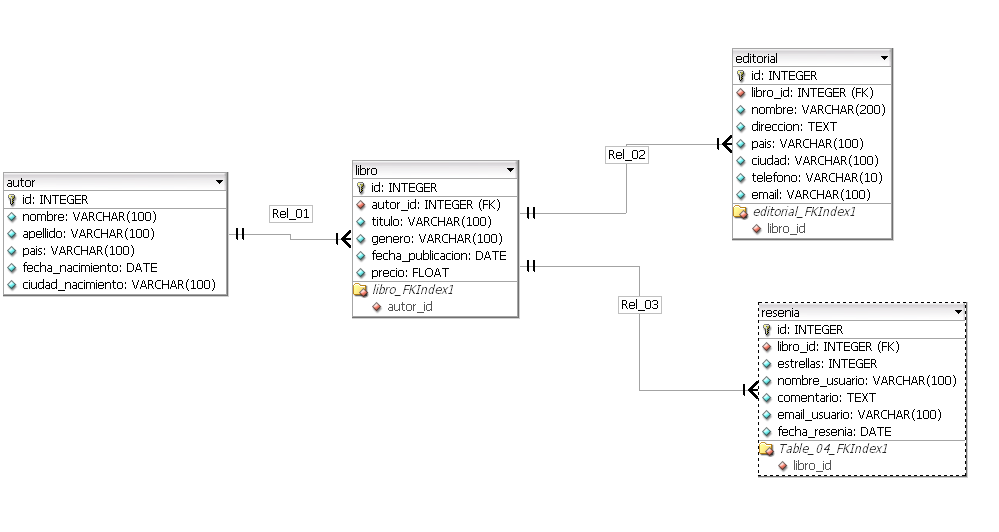 autor
id: INTEGER
nombre: VARCHAR(100)
apellido: VARCHAR(100)
pais: VARCHAR(100)
fecha_nacimiento: DATE
ciudad_nacimiento: VARCHAR(100)
Rel_01
libro
id: INTEGER
autor_id: INTEGER (FK)
titulo: VARCHAR(100)
genero: VARCHAR(100)
fecha_publicacion: DATE
precio: FLOAT
libro_FKIndex1
autor_id
Rel_02
editorial
id: INTEGER
libro_id: INTEGER (FK)
nombre: VARCHAR(200)
direccion: TEXT
pais: VARCHAR(100)
ciudad: VARCHAR(100)
telefono: VARCHAR(10)
email: VARCHAR(100)
editorial_FKIndex1
libro_id
Rel_03
resenia
id: INTEGER
libro_id: INTEGER (FK)
estrellas: INTEGER
nombre_usuario: VARCHAR(100)
comentario: TEXT
email_usuario: VARCHAR(100)
fecha_resenia: DATE
Table_04_FKIndex1
libro_id